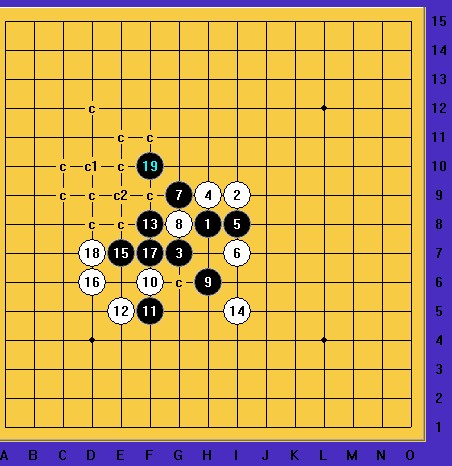 15
14
13
c 12
c c 11
c c1 c 19 10
c c c2 c 7 4 2 9
c c 13 8 1 5 8
18 15 17 3 6 7
16 10 c 9 6
12 11 14 5
4
3
2
1
A B C D E F G H I J K L M N O